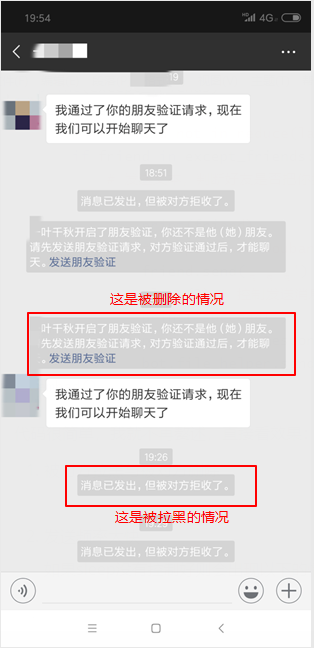 19:54
HD
4G
19
我通过了你的朋友验证请求，现在
我们可以开始聊天了
18:51
消息已发出，但被对方拒收了。
一叶千秋开启了朋友验证，你还不是他（她）朋友。
请先发送朋友验证请求，对方验证通过后，才能聊
天。发送朋友验证
这是被删除的情况
叶千秋开启了朋友验证，你还不是他（她）朋友。
先发送朋友验证请求，对方验证通过后，才能聊
。发送朋友验证
我通过了你的朋友验证请求，现在
我们可以开始聊天了
19:26
消息已发出，但被对方拒收了。
这是被拉黑的情况
消息已发出，但被对方拒收了。